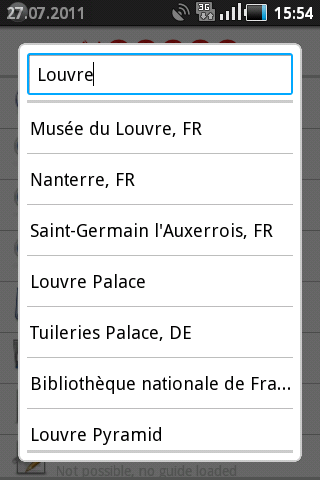 27.07.2011 3G 15:54
Louvre
Musée du Louvre, FR
Nanterre, FR
Saint-Germain l'Auxerrois, FR
Louvre Palace
Tuileries Palace, DE
Bibliothèque nationale de Fra...
Louvre Pyramid
Not possible, no guide loaded